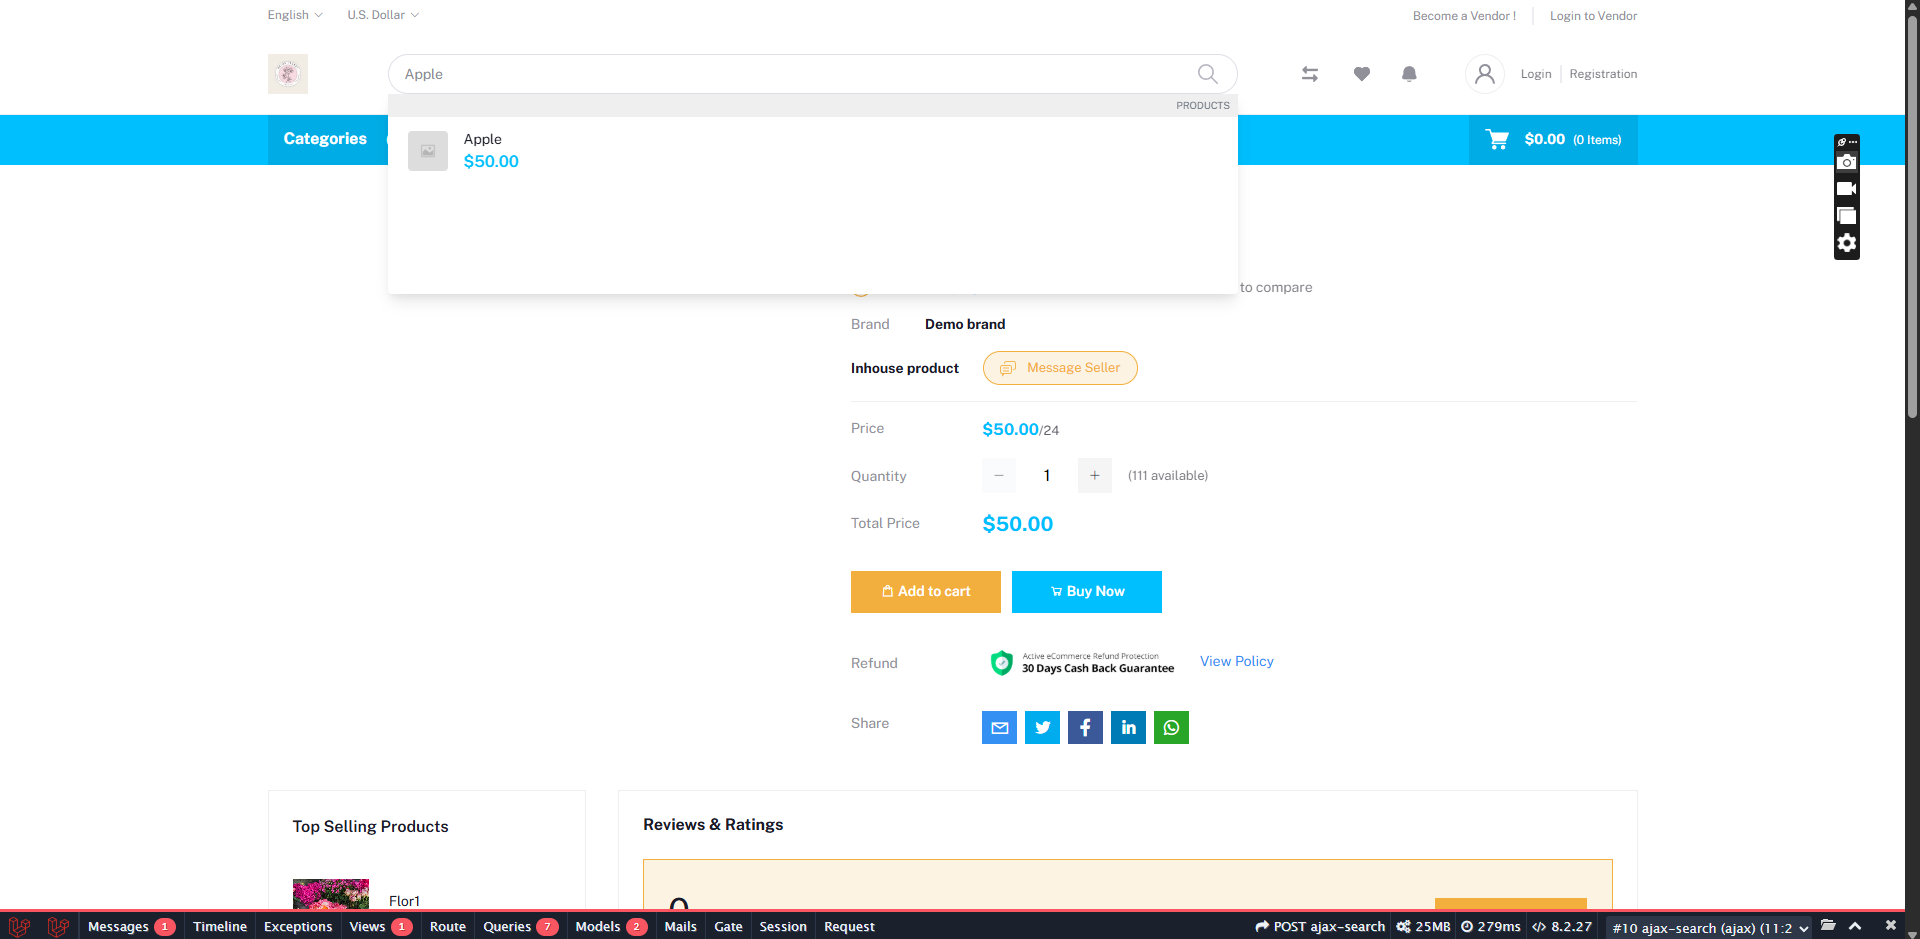 English
U.S. Dollar
Become a Vendor !
Login to Vendor
Apple
Login
Registration
PRODUCTS
Categories
Apple
$50.00
$0.00 (0 Items)
to compare
Brand
Demo brand
Inhouse product
Message Seller
Price
$50.00/24
Quantity
1
(111 available)
Total Price
$50.00
Add to cart
Buy Now
Refund
Active eCommerce Refund Protection
30 Days Cash Back Guarantee
View Policy
Share
Top Selling Products
Reviews & Ratings
Flor1
0
Messages 1
Timeline
Exceptions
Views 1
Route
Queries 7
Models 2
Mails
Gate
Session
Request
POST ajax-search
25MB
279ms
8.2.27
#10 ajax-search (ajax) (11:2